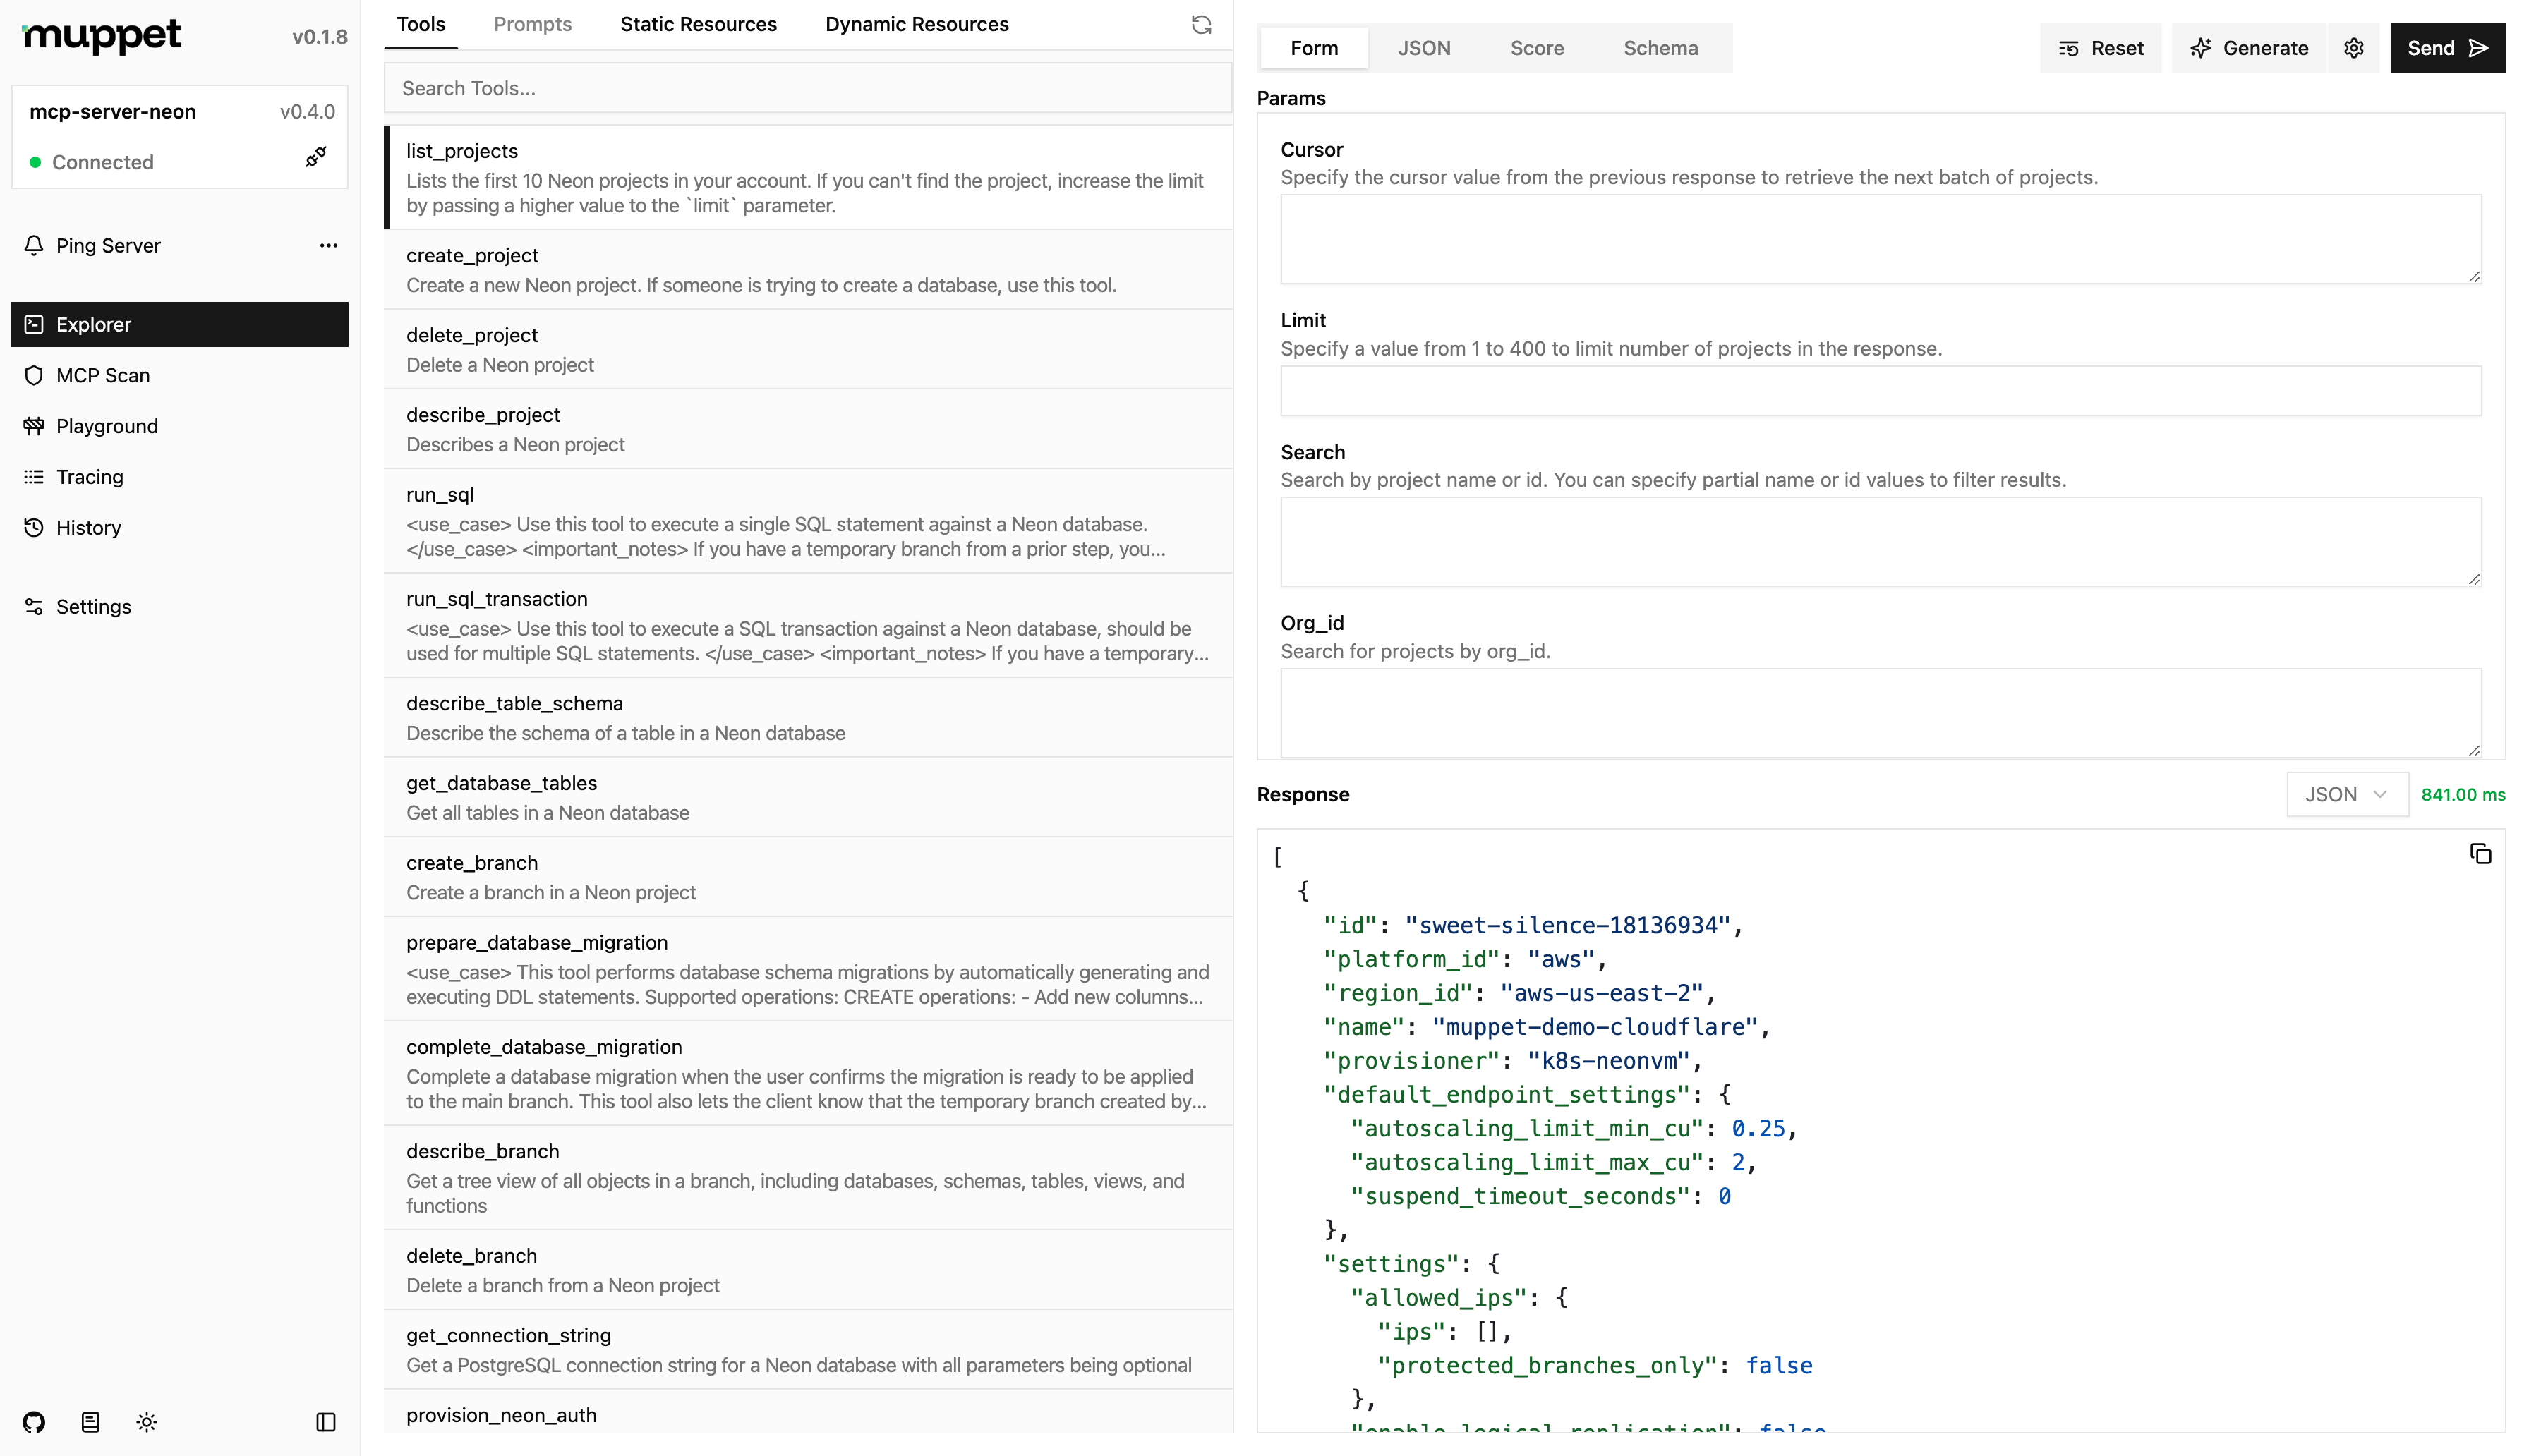 muppet
v0.1.8
mcp-server-neon
v0.4.0
Connected
Ping Server
Explorer
MCP Scan
Playground
Tracing
History
Settings
Tools
Prompts
Static Resources
Dynamic Resources
Search Tools...
list_projects
Lists the first 10 Neon projects in your account. If you can't find the project, increase the limit
by passing a higher value to the `limit` parameter.
create_project
Create a new Neon project. If someone is trying to create a database, use this tool.
delete_project
Delete a Neon project
describe_project
Describes a Neon project
run_sql
<use_case> Use this tool to execute a single SQL statement against a Neon database.
</use_case> <important_notes> If you have a temporary branch from a prior step, you...
run_sql_transaction
<use_case> Use this tool to execute a SQL transaction against a Neon database, should be
used for multiple SQL statements. </use_case> <important_notes> If you have a temporary...
describe_table_schema
Describe the schema of a table in a Neon database
get_database_tables
Get all tables in a Neon database
create_branch
Create a branch in a Neon project
prepare_database_migration
<use_case> This tool performs database schema migrations by automatically generating and
executing DDL statements. Supported operations: CREATE operations: - Add new columns...
complete_database_migration
Complete a database migration when the user confirms the migration is ready to be applied
to the main branch. This tool also lets the client know that the temporary branch created by...
describe_branch
Get a tree view of all objects in a branch, including databases, schemas, tables, views, and
functions
delete_branch
Delete a branch from a Neon project
get_connection_string
Get a PostgreSQL connection string for a Neon database with all parameters being optional
provision_neon_auth
Form
JSON
Score
Schema
Reset
Generate
Send
Params
Cursor
Specify the cursor value from the previous response to retrieve the next batch of projects.
Limit
Specify a value from 1 to 400 to limit number of projects in the response.
Search
Search by project name or id. You can specify partial name or id values to filter results.
Org_id
Search for projects by org_id.
Response
JSON
841.00 ms
[
{
"id": "sweet-silence-18136934",
"platform_id": "aws",
"region_id": "aws-us-east-2",
"name": "muppet-demo-cloudflare",
"provisioner": "k8s-neonvm",
"default_endpoint_settings": {
"autoscaling_limit_min_cu": 0.25,
"autoscaling_limit_max_cu": 2,
"suspend_timeout_seconds": 0
},
"settings": {
"allowed_ips": {
"ips": [],
"protected_branches_only": false
},
"enable_logical_replication": false